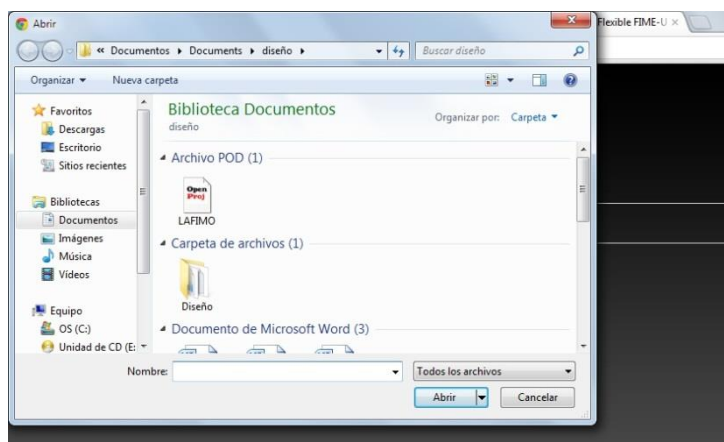 Abrir
Flexible FIME-U
« Documentos Documents diseño
Buscar diseño
Organizar
Nueva carpeta
Favoritos
Descargas
Escritorio
Sitios recientes
Bibliotecas
Documentos
Imágenes
Música
Vídeos
Equipo
OS (C:)
Unidad de CD (E:
Biblioteca Documentos
diseño
Organizar por: Carpeta
Archivo POD (1)
Open
Proj
LAFIMO
Carpeta de archivos (1)
Diseño
Documento de Microsoft Word (3)
Nombre:
Todos los archivos
Abrir
Cancelar